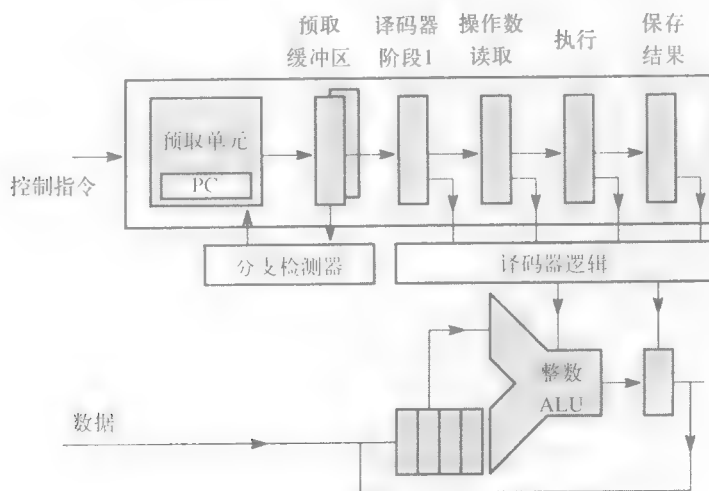 预取
缓冲区
译码器
阶段1
操作数
读取
执行
保存
结果
预取单元
PC
控制指令
分支检测器
译码器逻辑
整数
ALU
数据